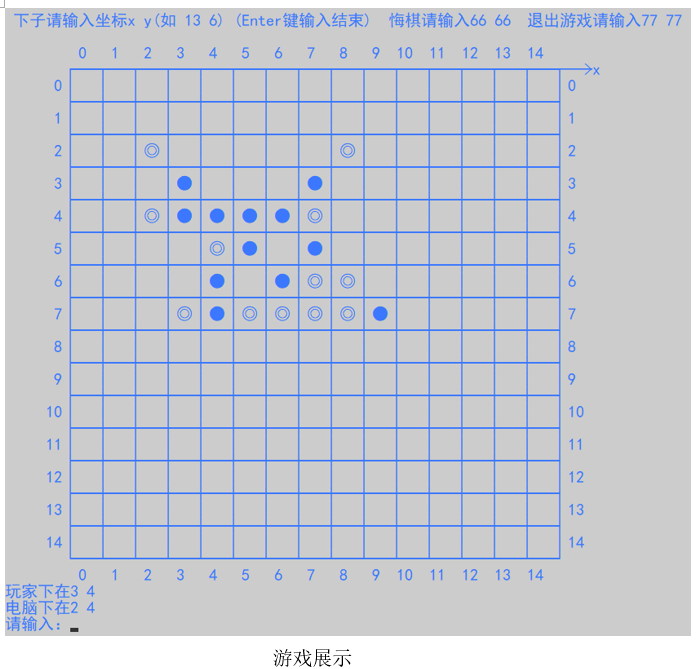 下子请输入坐标x y(如 13 6) (Enter键输入结束) 悔棋请输入66 66 退出游戏请输入77 77
0 1 2 3 4 5 6 7 8 9 10 11 12 13 14
x
0 0
1 1
2 2
3 3
4 4
5 5
6 6
7 7
8 8
9 9
10 10
11 11
12 12
13 13
14 14
0 1 2 3 4 5 6 7 8 9 10 11 12 13 14
玩家下在3 4
电脑下在2 4
请输入:
游戏展示